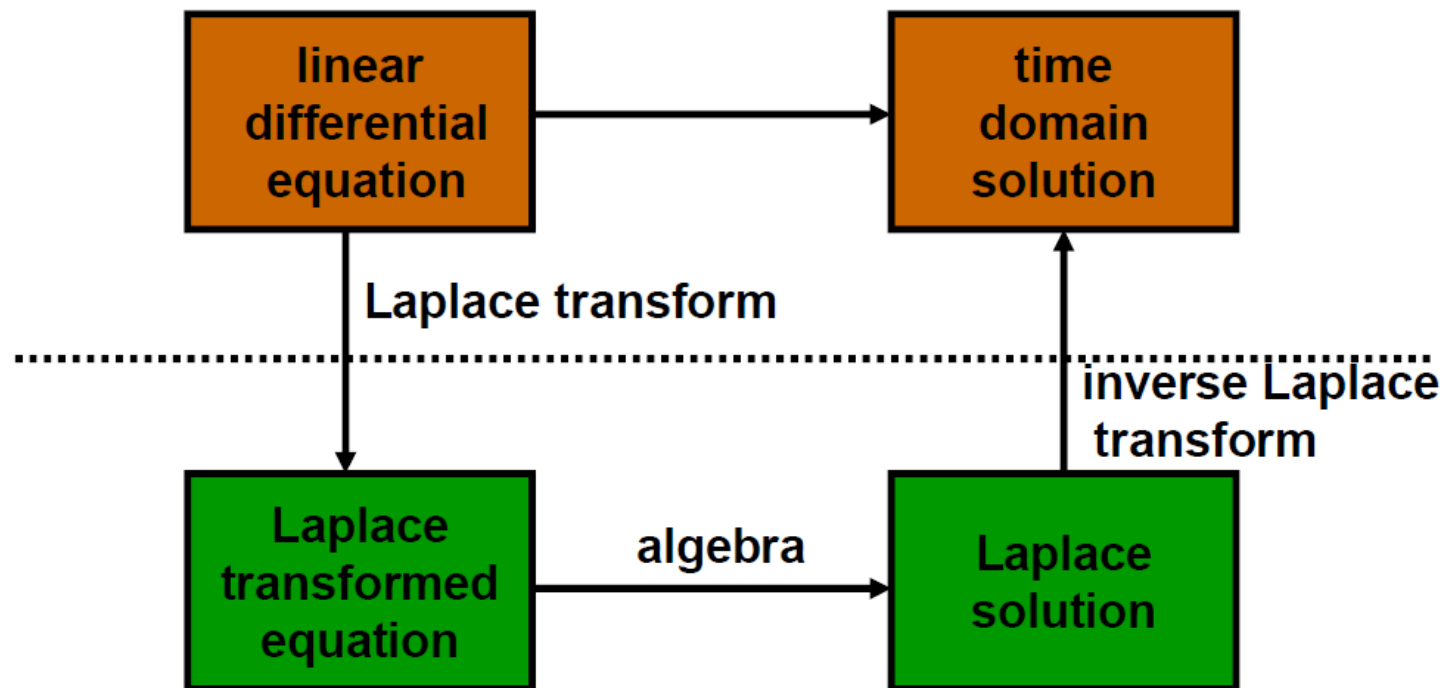 linear
differential
equation
time
domain
solution
Laplace transform
inverse Laplace
transform
Laplace
transformed
equation
algebra
Laplace
solution